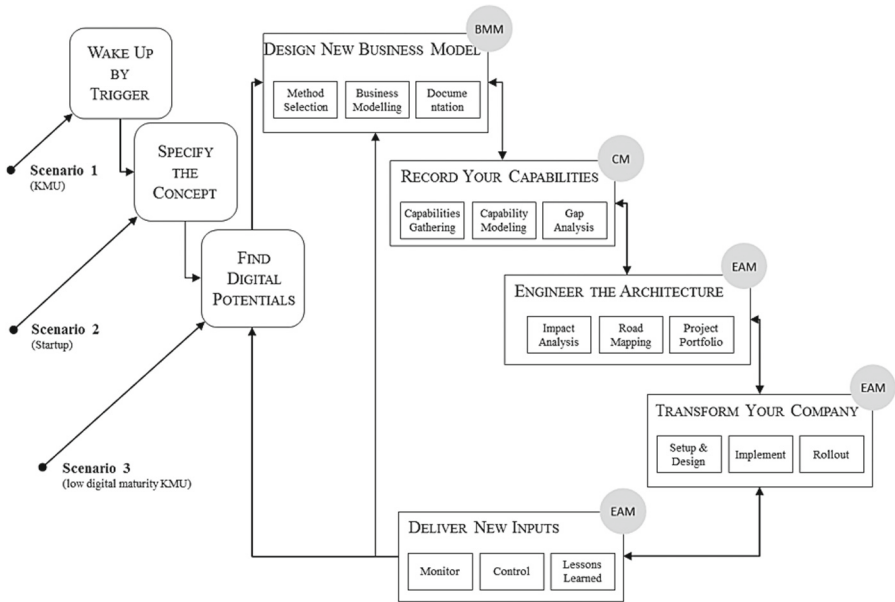 WAKE UP
BY
TRIGGER
Scenario 1
(KMU)
SPECIFY
THE
CONCEPT
Scenario 2
(Startup)
FIND
DIGITAL
POTENTIALS
Scenario 3
(low digital maturity KMU)
BMM
DESIGN NEW BUSINESS MODEL
Method
Selection
Business
Modelling
Docume
ntation
CM
RECORD YOUR CAPABILITIES
Capabilities
Gathering
Capability
Modeling
Gap
Analysis
EAM
ENGINEER THE ARCHITECTURE
Impact
Analysis
Road
Mapping
Project
Portfolio
EAM
TRANSFORM YOUR COMPANY
Setup &
Design
Implement
Rollout
EAM
DELIVER NEW INPUTS
Monitor
Control
Lessons
Learned